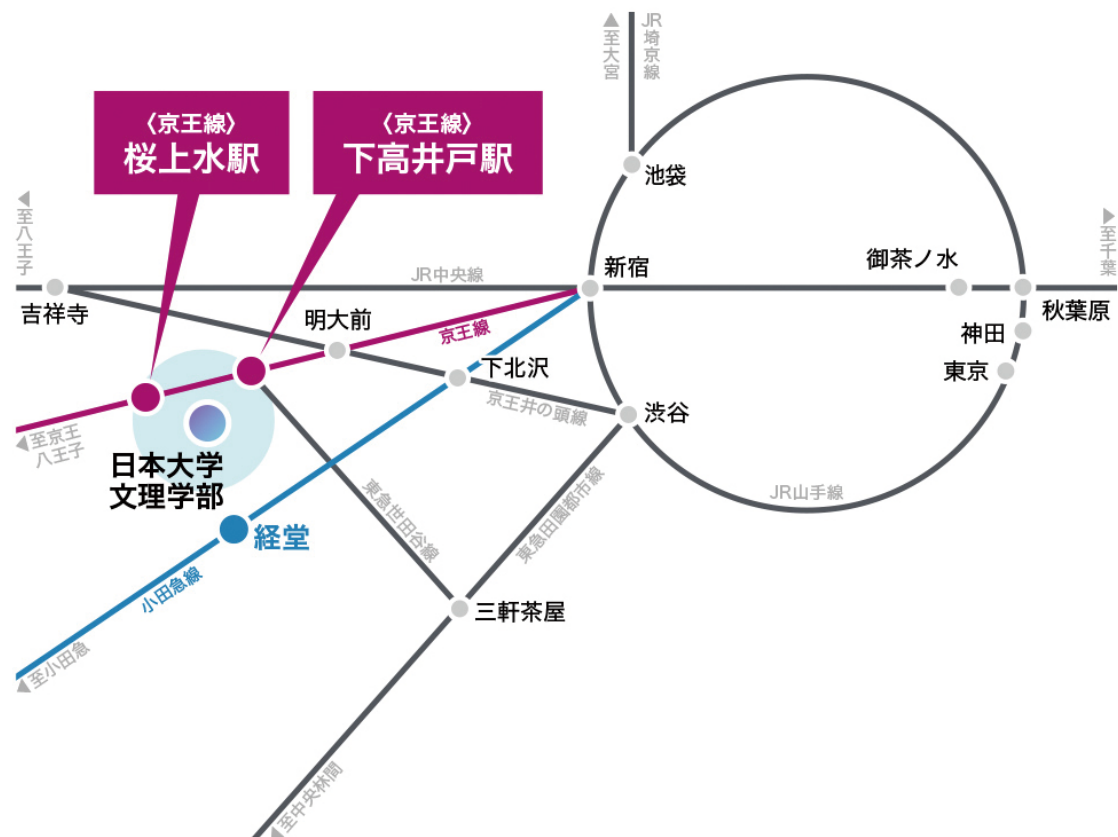 ▲至大宮
JR埼京線
〈京王線〉
桜上水駅
〈京王線〉
下高井戸駅
池袋
▲至八王子
▲至千葉
JR中央線
新宿
御茶ノ水
吉祥寺
秋葉原
明大前
京王線
神田
下北沢
東京
京王井の頭線
渋谷
▲至京王
八王子
日本大学
文理学部
JR山手線
東急世田谷線
東急田園都市線
経堂
小田急線
三軒茶屋
▲至小田急
▲至中央林間